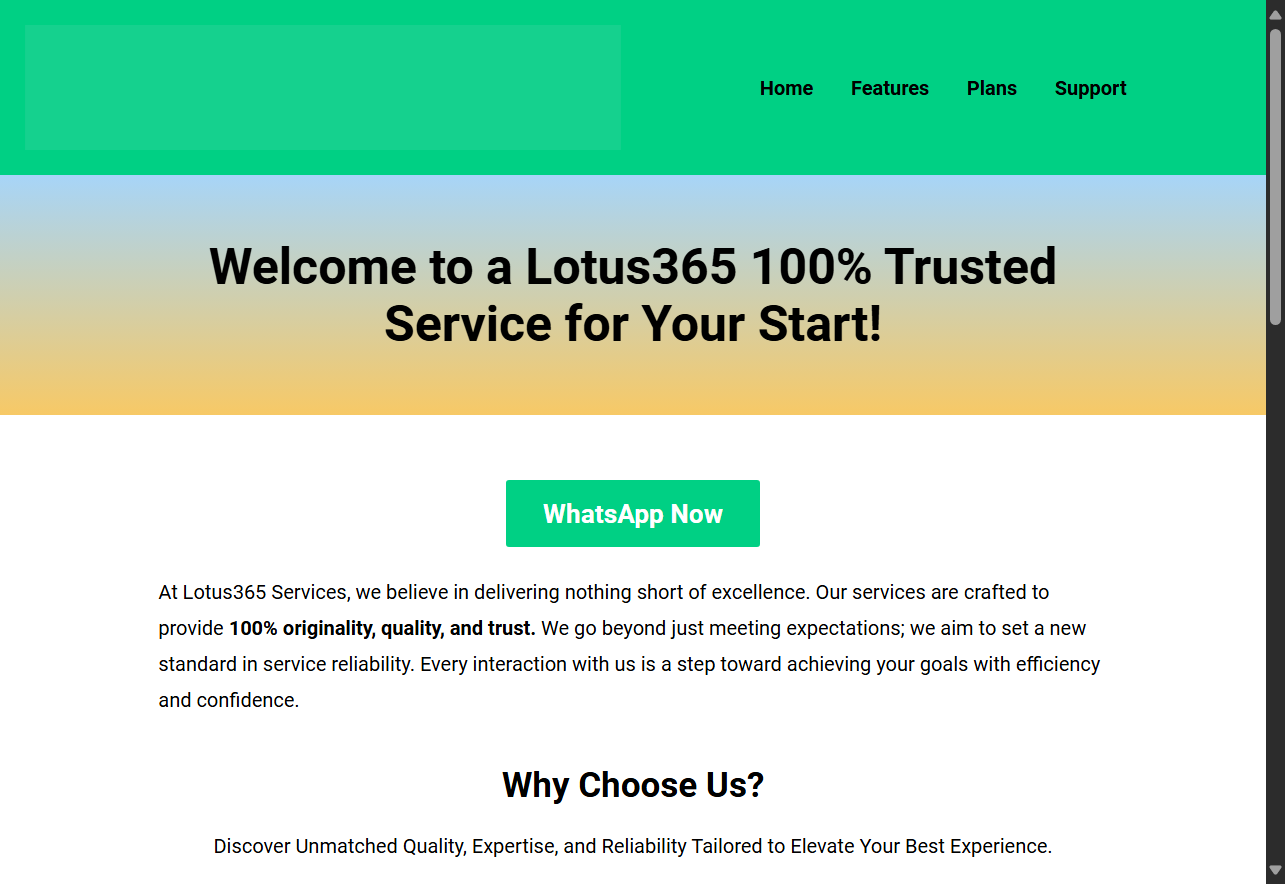 Home Features Plans Support
Welcome to a Lotus365 100% Trusted
Service for Your Start!
WhatsApp Now
At Lotus365 Services, we believe in delivering nothing short of excellence. Our services are crafted to
provide 100% originality, quality, and trust. We go beyond just meeting expectations; we aim to set a new
standard in service reliability. Every interaction with us is a step toward achieving your goals with efficiency
and confidence.
Why Choose Us?
Discover Unmatched Quality, Expertise, and Reliability Tailored to Elevate Your Best Experience.